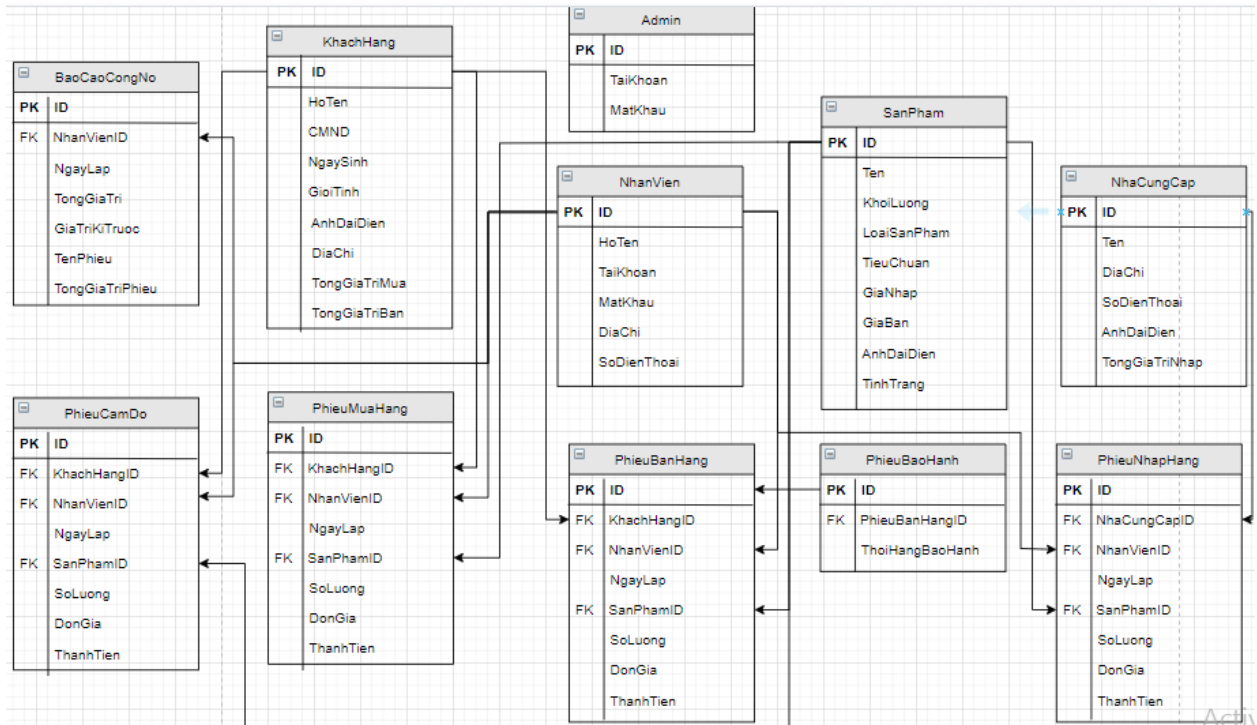 Admin
PK ID
TaiKhoan
MatKhau
KhachHang
PK ID
HoTen
CMND
NgaySinh
GioiTinh
AnhDaiDien
DiaChi
TongGiaTriMua
TongGiaTriBan
BaoCaoCongNo
PK ID
FK NhanVienID
NgayLap
TongGiaTri
GiaTriKiTruoc
TenPhieu
TongGiaTriPhieu
SanPham
PK ID
Ten
KhoiLuong
LoaiSanPham
TieuChuan
GiaNhap
GiaBan
AnhDaiDien
TinhTrang
NhanVien
PK ID
HoTen
TaiKhoan
MatKhau
DiaChi
SoDienThoai
NhaCungCap
PK ID
Ten
DiaChi
SoDienThoai
AnhDaiDien
TongGiaTriNhap
PhieuCamDo
PK ID
FK KhachHangID
FK NhanVienID
NgayLap
FK SanPhamID
SoLuong
DonGia
ThanhTien
PhieuMuaHang
PK ID
FK KhachHangID
FK NhanVienID
NgayLap
FK SanPhamID
SoLuong
DonGia
ThanhTien
PhieuBanHang
PK ID
FK KhachHangID
FK NhanVienID
NgayLap
FK SanPhamID
SoLuong
DonGia
ThanhTien
PhieuBaoHanh
PK ID
FK PhieuBanHangID
ThoiHangBaoHanh
PhieuNhapHang
PK ID
FK NhaCungCapID
FK NhanVienID
NgayLap
FK SanPhamID
SoLuong
DonGia
ThanhTien